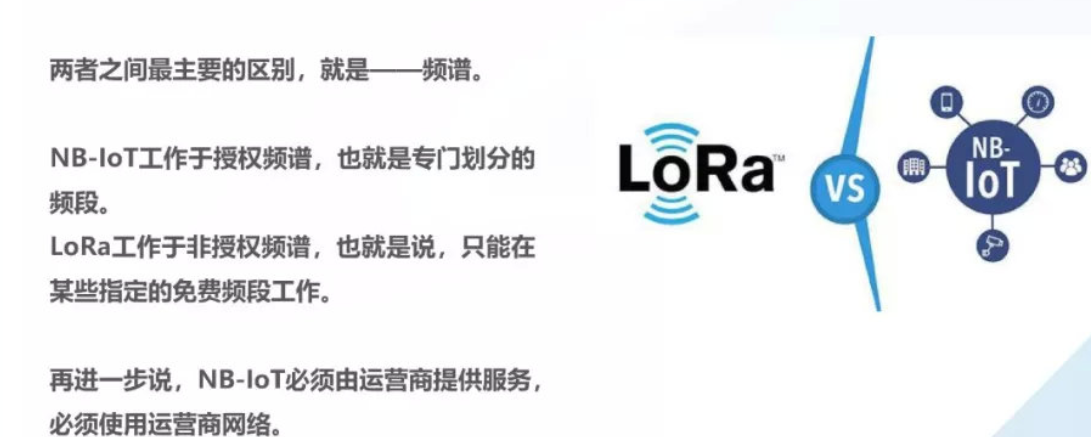 两者之间最主要的区别，就是——频谱。
NB-IoT工作于授权频谱，也就是专门划分的
频段。
LoRa工作于非授权频谱，也就是说，只能在
某些指定的免费频段工作。
再进一步说，NB-IoT必须由运营商提供服务，
必须使用运营商网络。
LoRa™
VS
NB-
IoT